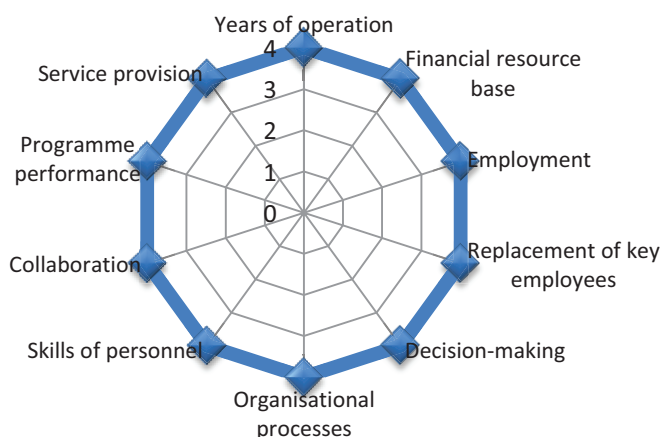 Years of operation
4
Financial resource
base
Service provision
3
2
Programme
performance
Employment
1
0
Collaboration
Replacement of key
employees
Skills of personnel
Decision-making
Organisational
processes